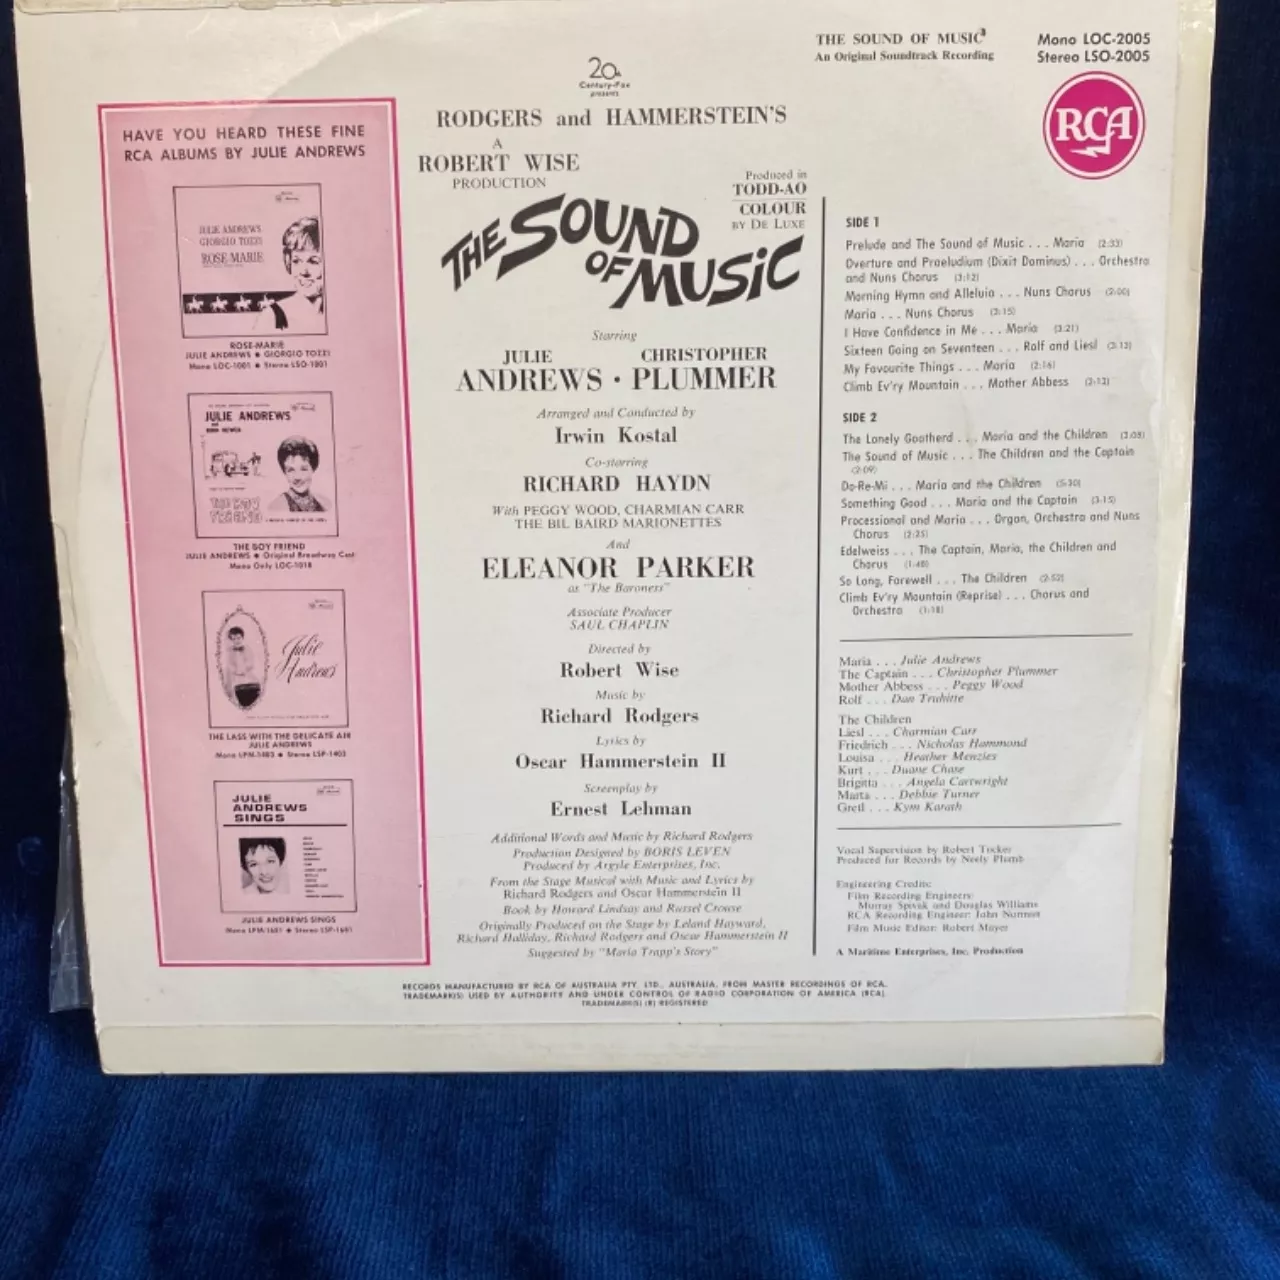 THE SOUND OF MUSIC
An Original Soundtrack Recording
Mono LOC-2005
Stereo LSO-2005
RCA
HAVE YOU HEARD THESE FINE
RCA ALBUMS BY JULIE ANDREWS
JULIE ANDREWS
GIORGIO TOZZI
ROSE-MARIE
ROSE-MARIE
JULIE ANDREWS ● GIORGIO TOZZI
Mono LOC-1001 ● Stereo LSO-1001
JULIE ANDREWS
THE BOY
FRIEND
THE BOY FRIEND
JULIE ANDREWS ● Original Broadway Cast
Mono Only LOC-1018
Julie
Andrews
THE LASS WITH THE DELICATE AIR
JULIE ANDREWS
Mono LPM-1403 ● Stereo LSP-1403
JULIE
ANDREWS
SINGS
JULIE ANDREWS SINGS
Mono LPM-1681 ● Stereo LSP-1681
20th
Century-Fox
presents
RODGERS and HAMMERSTEIN'S
A
ROBERT WISE
PRODUCTION
Produced in
TODD-AO
COLOUR
BY DE LUXE
THE SOUND
OF MUSIC
Starring
JULIE CHRISTOPHER
ANDREWS · PLUMMER
Arranged and Conducted by
Irwin Kostal
Co-starring
RICHARD HAYDN
With PEGGY WOOD, CHARMIAN CARR
THE BIL BAIRD MARIONETTES
And
ELEANOR PARKER
as "The Baroness"
Associate Producer
SAUL CHAPLIN
Directed by
Robert Wise
Music by
Richard Rodgers
Lyrics by
Oscar Hammerstein II
Screenplay by
Ernest Lehman
Additional Words and Music by Richard Rodgers
Production Designed by BORIS LEVEN
Produced by Argyle Enterprises, Inc.
From the Stage Musical with Music and Lyrics by
Richard Rodgers and Oscar Hammerstein II
Book by Howard Lindsay and Russel Crouse
Originally Produced on the Stage by Leland Hayward,
Richard Halliday, Richard Rodgers and Oscar Hammerstein II
Suggested by "Maria Trapp's Story"
SIDE 1
Prelude and The Sound of Music . . . Maria (2:33)
Overture and Praeludium (Dixit Dominus) . . . Orchestra
and Nuns Chorus (3:12)
Morning Hymn and Alleluia . . . Nuns Chorus (2:00)
Maria . . . Nuns Chorus (3:15)
I Have Confidence in Me . . . Maria (3:21)
Sixteen Going on Seventeen . . . Rolf and Liesl (3:12)
My Favourite Things . . . Maria (2:16)
Climb Ev'ry Mountain . . . Mother Abbess (2:13)
SIDE 2
The Lonely Goatherd . . . Maria and the Children (3:03)
The Sound of Music . . . The Children and the Captain
(2:09)
Do-Re-Mi . . . Maria and the Children (5:30)
Something Good . . . Maria and the Captain (3:15)
Processional and Maria . . . Organ, Orchestra and Nuns
Chorus (2:25)
Edelweiss . . . The Captain, Maria, the Children and
Chorus (1:48)
So Long, Farewell . . . The Children (2:52)
Climb Ev'ry Mountain (Reprise) . . . Chorus and
Orchestra (1:18)
Maria . . . Julie Andrews
The Captain . . . Christopher Plummer
Mother Abbess . . . Peggy Wood
Rolf . . . Dan Truhitte
The Children
Liesl . . . Charmian Carr
Friedrich . . . Nicholas Hammond
Louisa . . . Heather Menzies
Kurt . . . Duane Chase
Brigitta . . . Angela Cartwright
Marta . . . Debbie Turner
Gretl . . . Kym Karath
Vocal Supervision by Robert Tucker
Produced for Records by Neely Plumb
Engineering Credits:
Film Recording Engineers:
Murray Spivak and Douglas Williams
RCA Recording Engineer: John Norman
Film Music Editor: Robert Mayer
A Maritime Enterprises, Inc. Production
RECORDS MANUFACTURED BY RCA OF AUSTRALIA PTY. LTD., AUSTRALIA, FROM MASTER RECORDINGS OF RCA.
TRADEMARK(S) USED BY AUTHORITY AND UNDER CONTROL OF RADIO CORPORATION OF AMERICA (RCA).
TRADEMARK(S) (R) REGISTERED